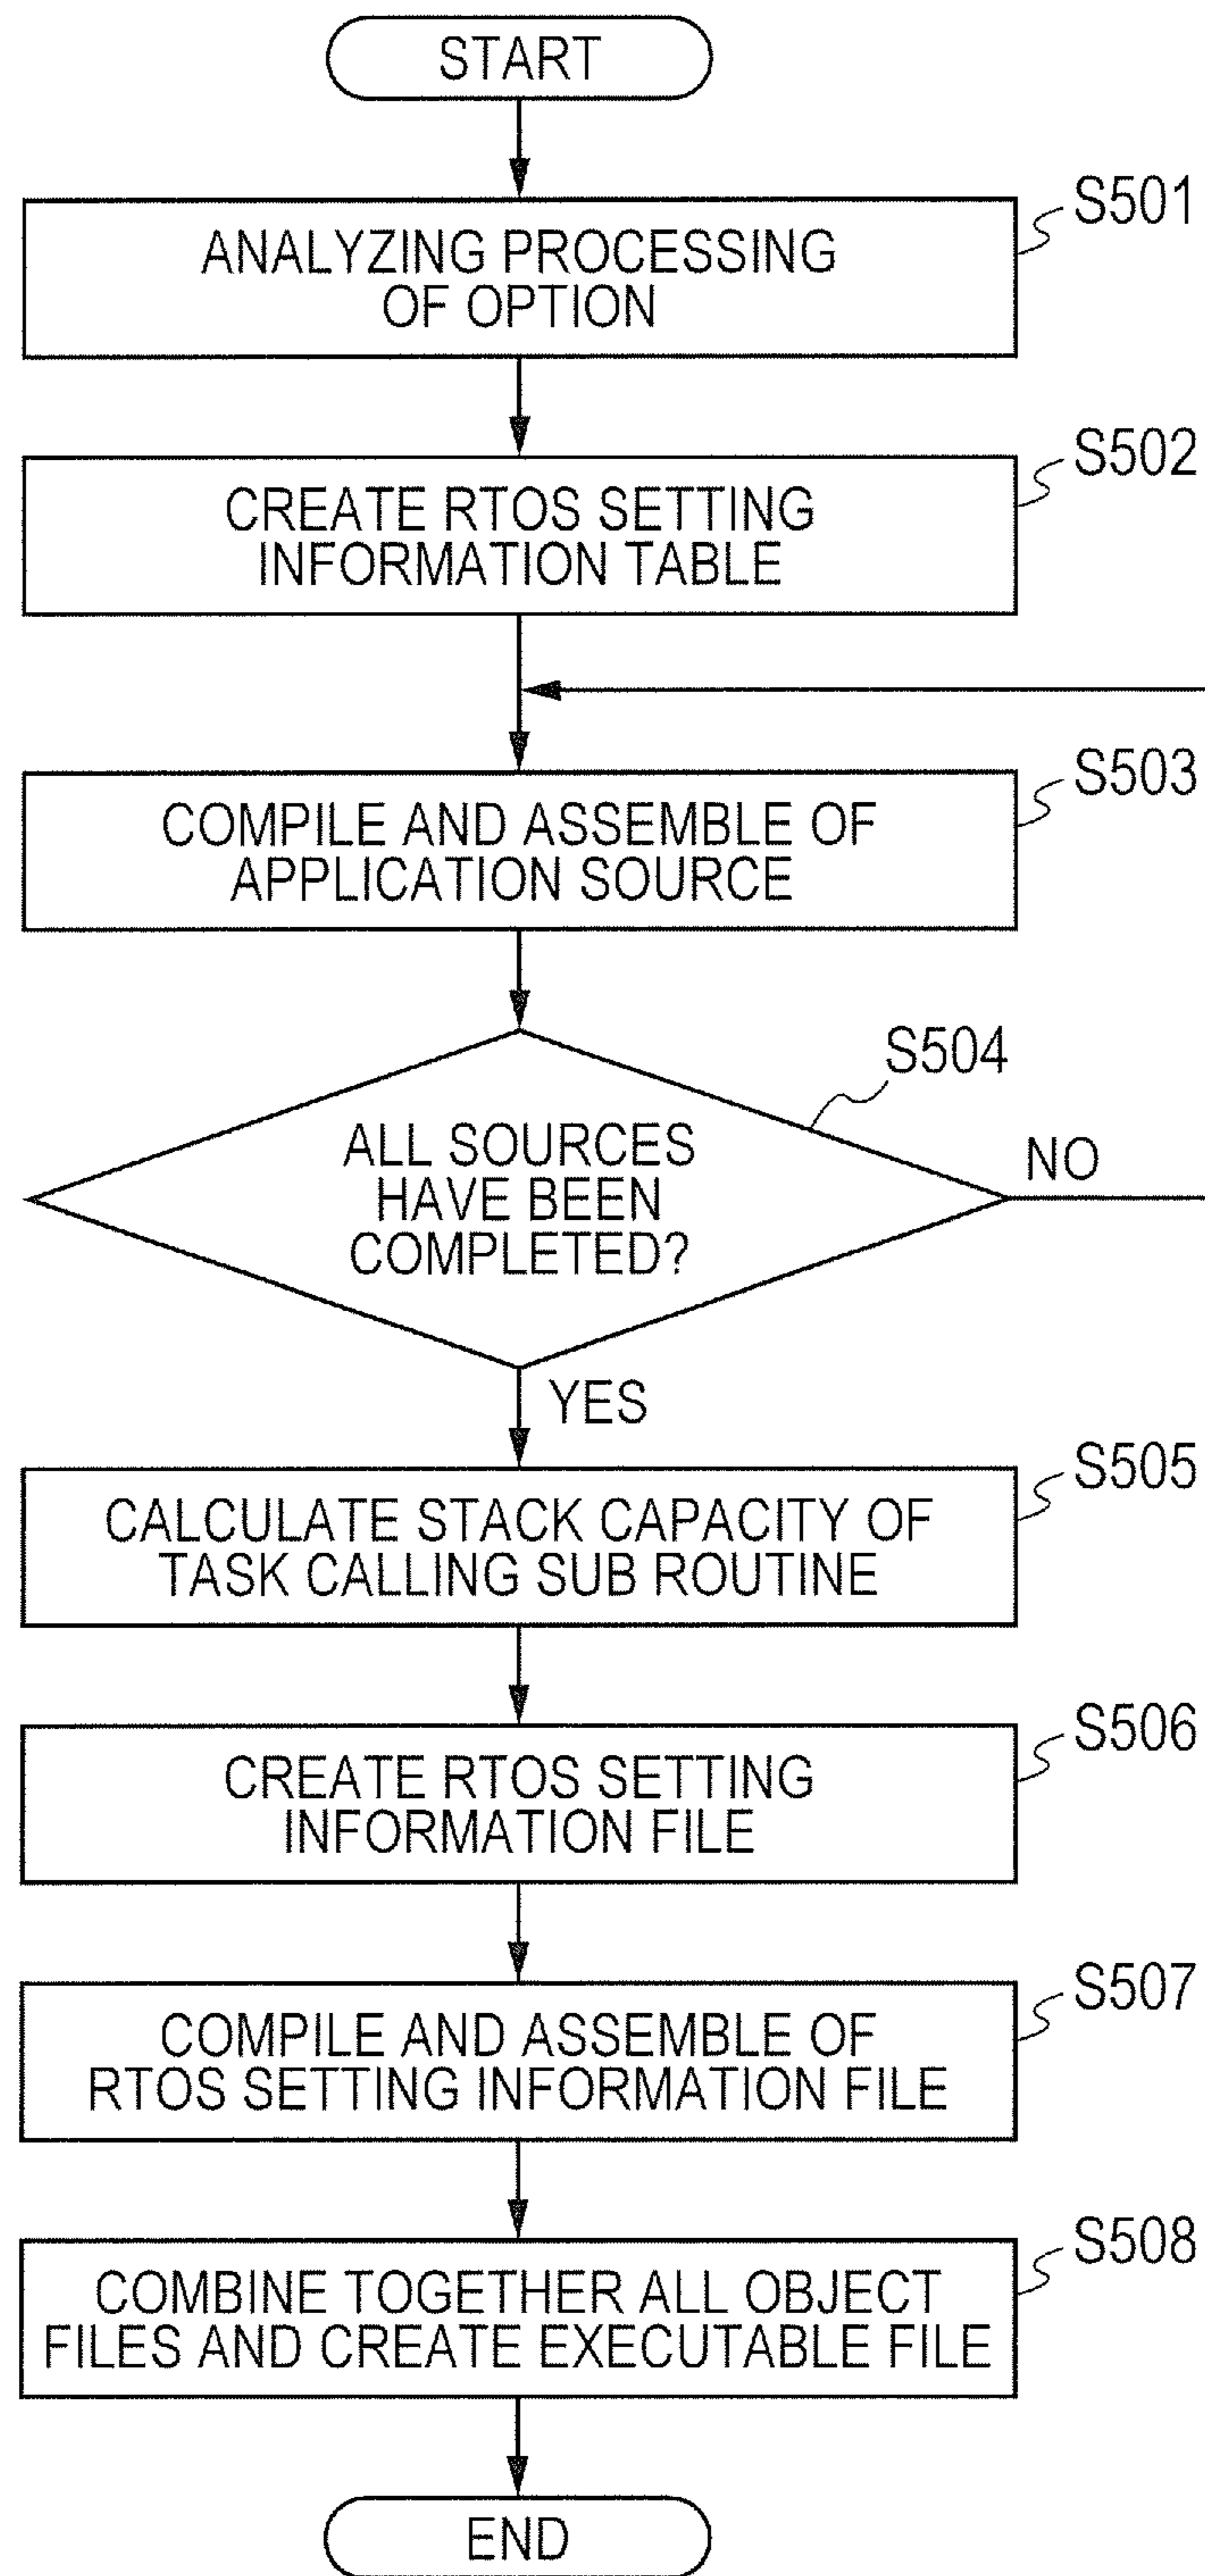 START
S501
ANALYZING PROCESSING
OF OPTION
S502
CREATE RTOS SETTING
INFORMATION TABLE
S503
COMPILE AND ASSEMBLE OF
APPLICATION SOURCE
S504
ALL SOURCES
HAVE BEEN
COMPLETED?
NO
YES
S505
CALCULATE STACK CAPACITY OF
TASK CALLING SUB ROUTINE
S506
CREATE RTOS SETTING
INFORMATION FILE
S507
COMPILE AND ASSEMBLE OF
RTOS SETTING INFORMATION FILE
S508
COMBINE TOGETHER ALL OBJECT
FILES AND CREATE EXECUTABLE FILE
END